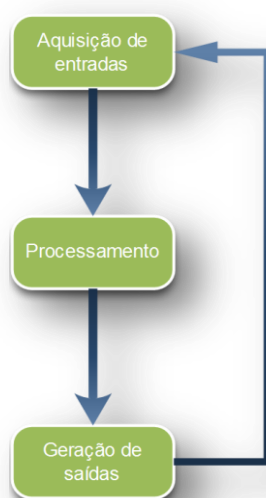 Aquisição de
entradas
Processamento
Geração de
saídas